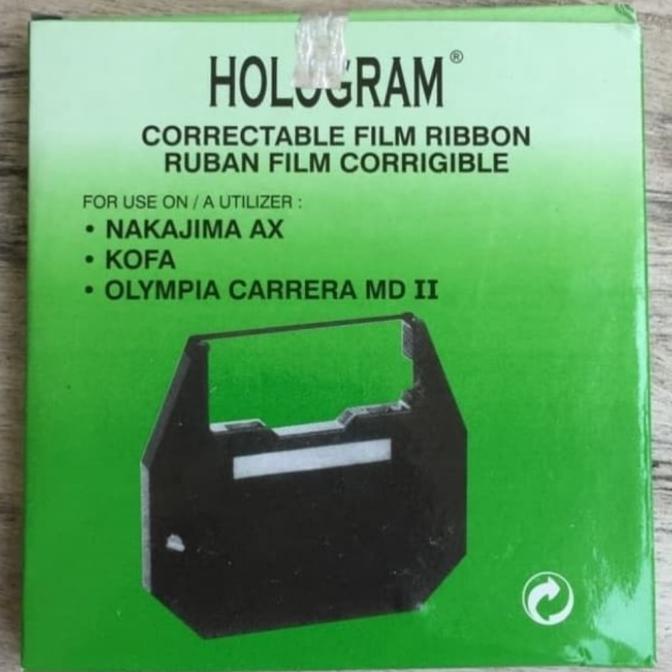 HOLOGRAM®
CORRECTABLE FILM RIBBON
RUBAN FILM CORRIGIBLE
FOR USE ON / A UTILIZER :
• NAKAJIMA AX
• KOFA
• OLYMPIA CARRERA MD II